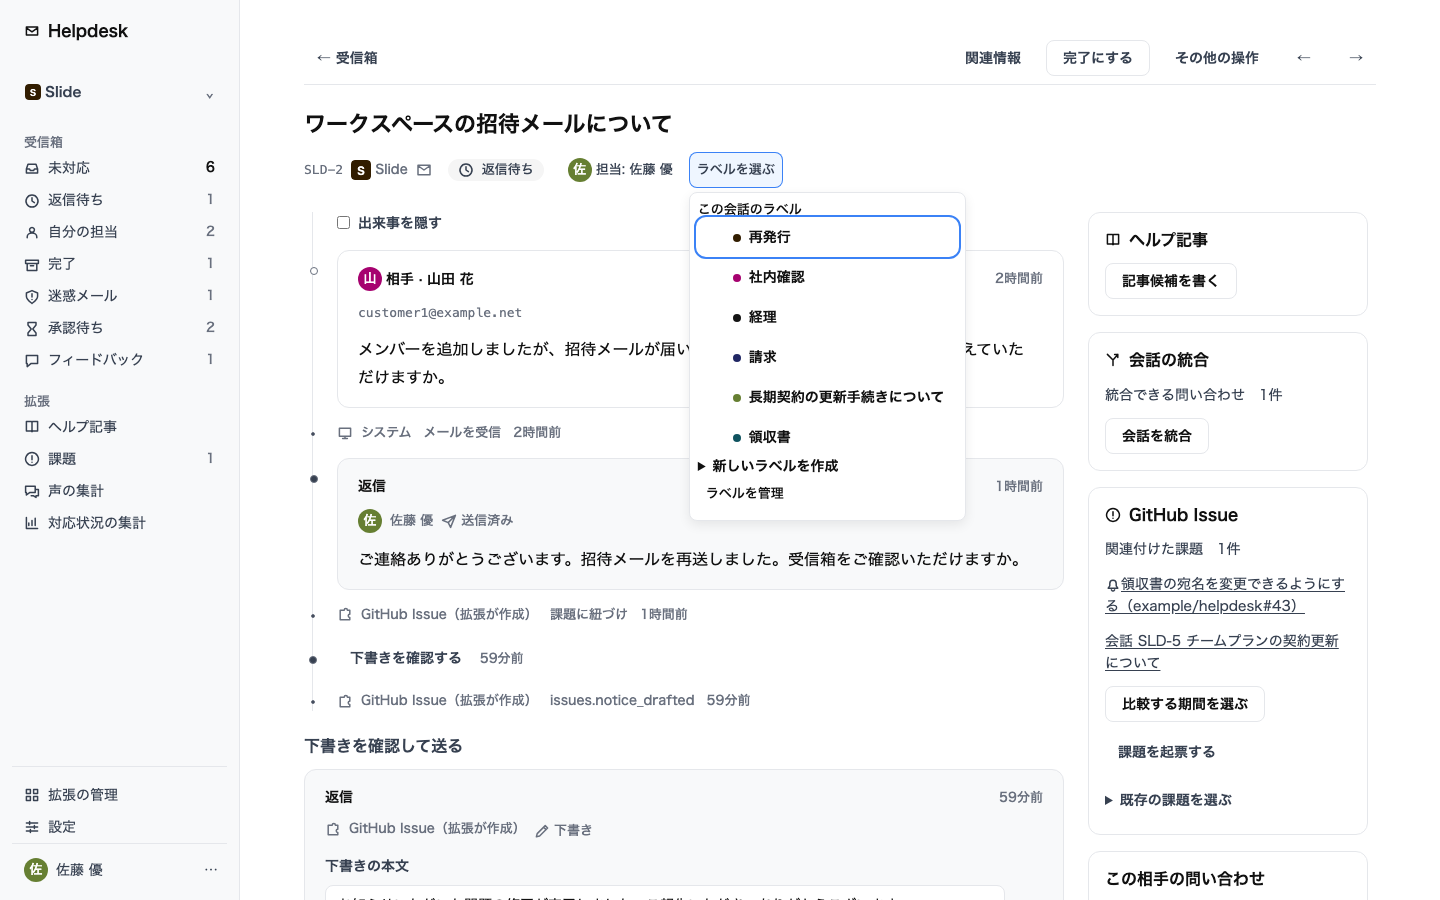 Helpdesk
S Slide
受信箱
未対応 6
返信待ち 1
自分の担当 2
完了 1
迷惑メール 1
承認待ち 2
フィードバック 1
拡張
ヘルプ記事
課題 1
声の集計
対応状況の集計
拡張の管理
設定
佐 佐藤 優 …
← 受信箱
関連情報 完了にする その他の操作 ← →
ワークスペースの招待メールについて
SLD-2 S Slide 返信待ち 佐 担当: 佐藤 優 ラベルを選ぶ
この会話のラベル
再発行
社内確認
経理
請求
長期契約の更新手続きについて
領収書
▶ 新しいラベルを作成
ラベルを管理
出来事を隠す
山 相手 · 山田 花 2時間前
customer1@example.net
メンバーを追加しましたが、招待メールが届い えていた
だけますか。
システム メールを受信 2時間前
返信 1時間前
佐 佐藤 優 送信済み
ご連絡ありがとうございます。招待メールを再送しました。受信箱をご確認いただけますか。
GitHub Issue（拡張が作成） 課題に紐づけ 1時間前
下書きを確認する 59分前
GitHub Issue（拡張が作成） issues.notice_drafted 59分前
下書きを確認して送る
返信 59分前
GitHub Issue（拡張が作成） 下書き
下書きの本文
ヘルプ記事
記事候補を書く
会話の統合
統合できる問い合わせ 1件
会話を統合
GitHub Issue
関連付けた課題 1件
領収書の宛名を変更できるようにす
る（example/helpdesk#43）
会話 SLD-5 チームプランの契約更新
について
比較する期間を選ぶ
課題を起票する
▶ 既存の課題を選ぶ
この相手の問い合わせ